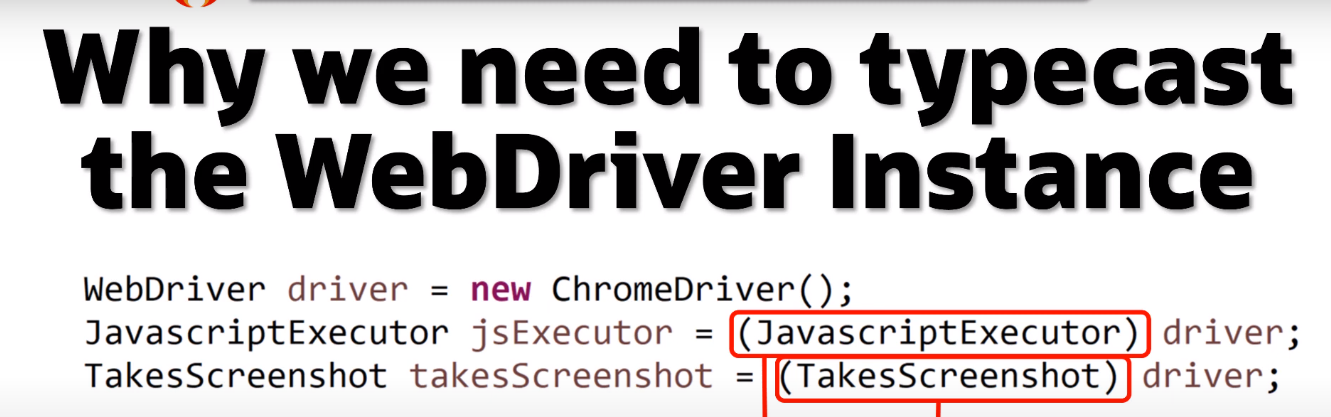 Why we need to typecast
the WebDriver Instance
WebDriver driver = new ChromeDriver();
JavascriptExecutor jsExecutor = (JavascriptExecutor) driver;
TakesScreenshot takesScreenshot = (TakesScreenshot) driver;